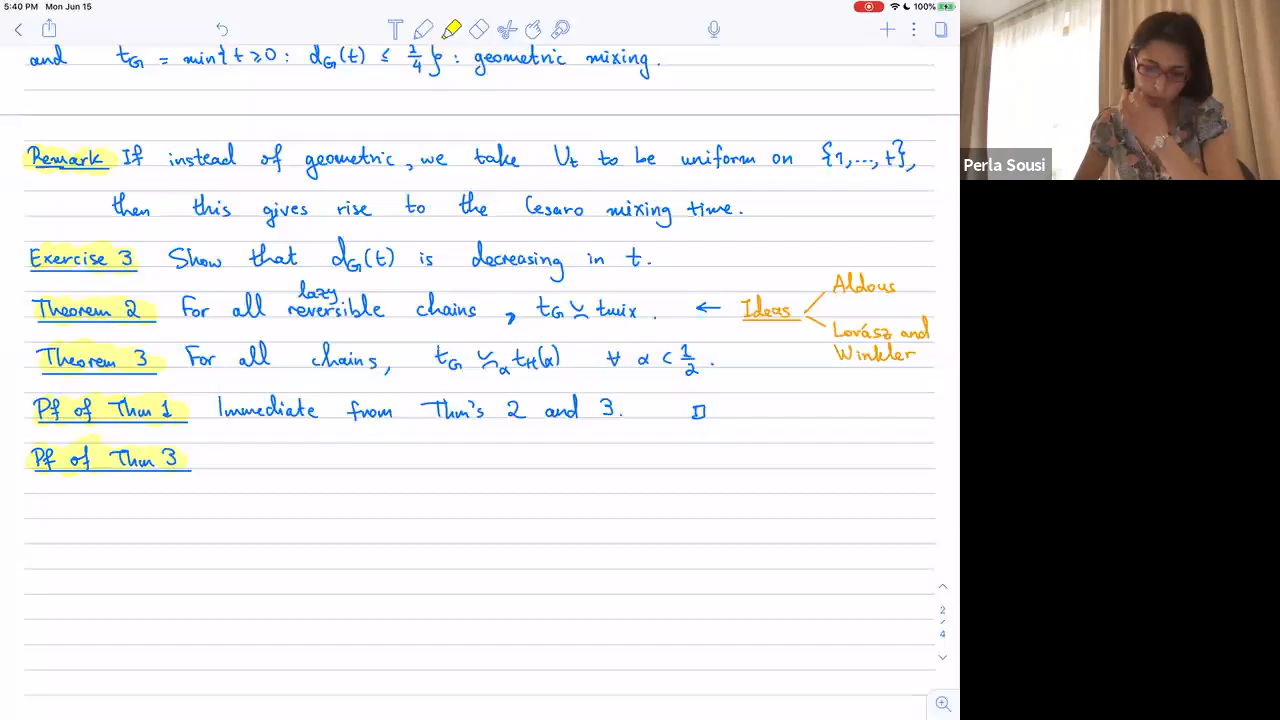 5:40 PM Mon Jun 15
100%
and t_G = min{t ≥ 0 : d_G(t) ≤ 1/4} : geometric mixing.
Remark If instead of geometric, we take U_t to be uniform on {1, ..., t},
then this gives rise to the Cesaro mixing time.
Exercise 3 Show that d_G(t) is decreasing in t.
Theorem 2 For all lazy reversible chains, t_G ≍ tmix. ← Ideas Aldous
Lovász and
Winkler
Theorem 3 For all chains, t_G ≍_α t_H(α) ∀ α < 1/2.
Pf of Thm 1 Immediate from Thm's 2 and 3. □
Pf of Thm 3
Perla Sousi
2
/
4